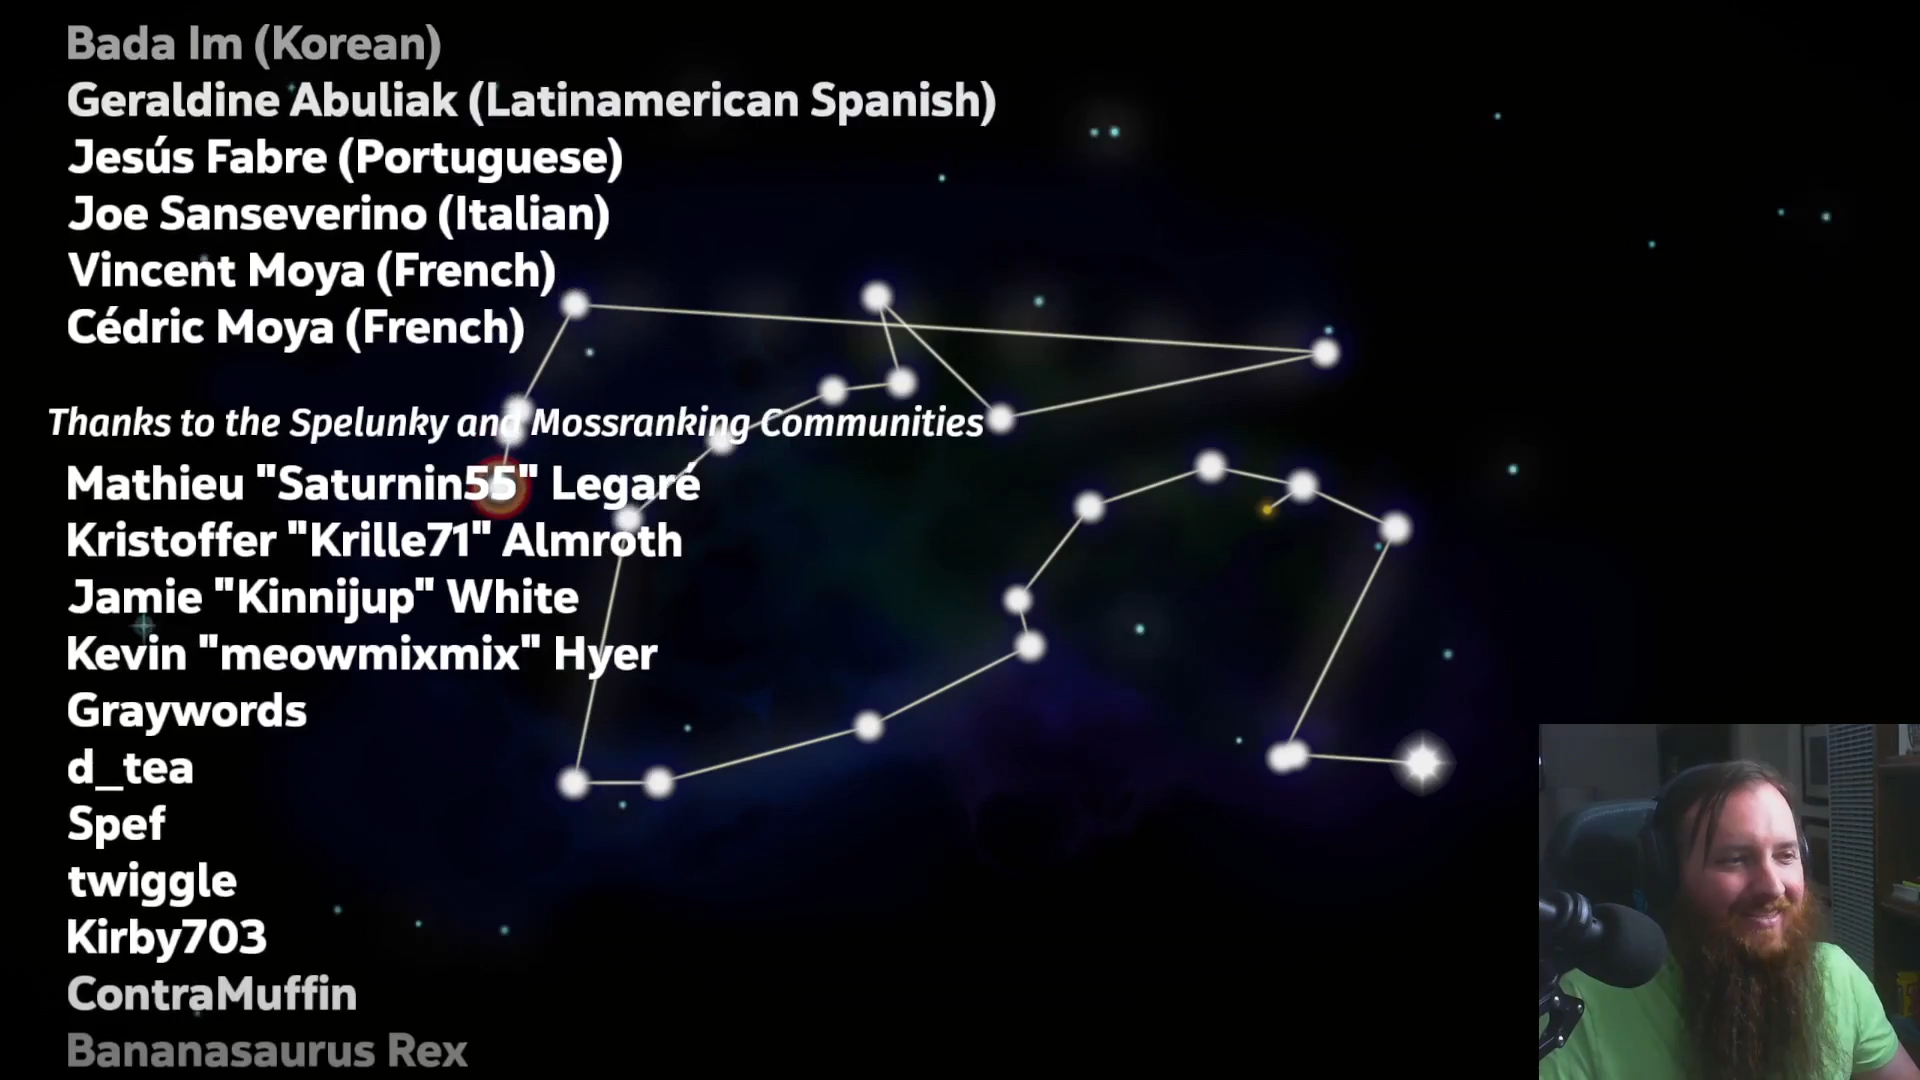 Bada Im (Korean)
Geraldine Abuliak (Latinamerican Spanish)
Jesús Fabre (Portuguese)
Joe Sanseverino (Italian)
Vincent Moya (French)
Cédric Moya (French)
Thanks to the Spelunky and Mossranking Communities
Mathieu "Saturnin55" Legaré
Kristoffer "Krille71" Almroth
Jamie "Kinnijup" White
Kevin "meowmixmix" Hyer
Graywords
d_tea
Spef
twiggle
Kirby703
ContraMuffin
Bananasaurus Rex